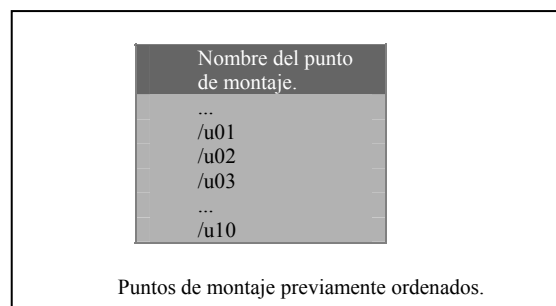 Nombre del punto
de montaje.
...
/u01
/u02
/u03
...
/u10
Puntos de montaje previamente ordenados.